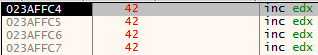 023AFFC4 42 inc edx
023AFFC5 42 inc edx
023AFFC6 42 inc edx
023AFFC7 42 inc edx